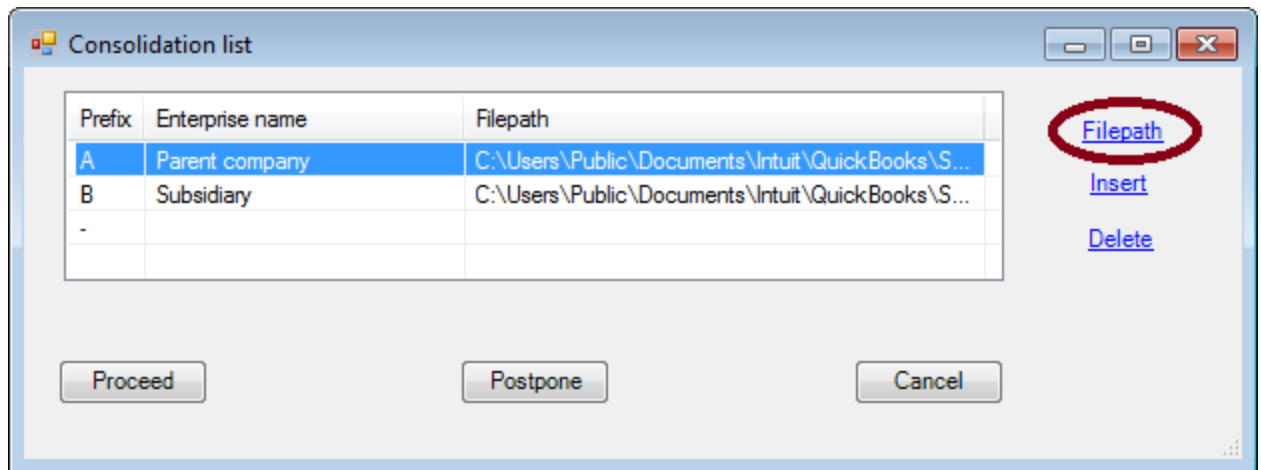 Consolidation list
Prefix Enterprise name Filepath
A Parent company C:\Users\Public\Documents\Intuit\QuickBooks\S...
B Subsidiary C:\Users\Public\Documents\Intuit\QuickBooks\S...
-
Filepath
Insert
Delete
Proceed Postpone Cancel